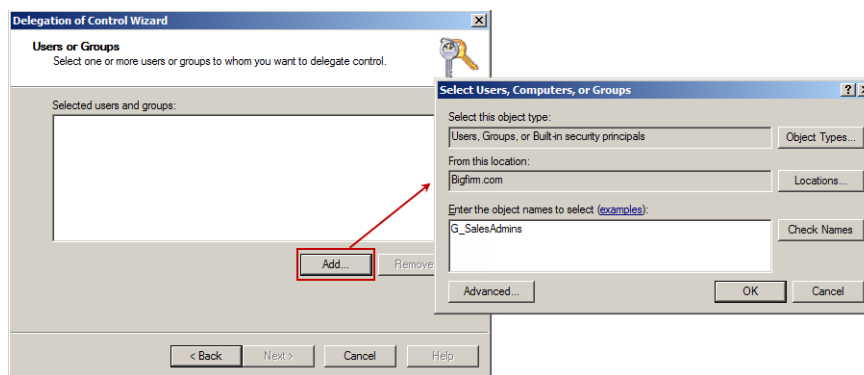 Delegation of Control Wizard
Users or Groups
Select one or more users or groups to whom you want to delegate control.
Selected users and groups:
Add...
Remove
< Back
Next >
Cancel
Help
Select Users, Computers, or Groups
Select this object type:
Users, Groups, or Built-in security principals
Object Types...
From this location:
Bigfirm.com
Locations...
Enter the object names to select (examples):
G_SalesAdmins
Check Names
Advanced...
OK
Cancel